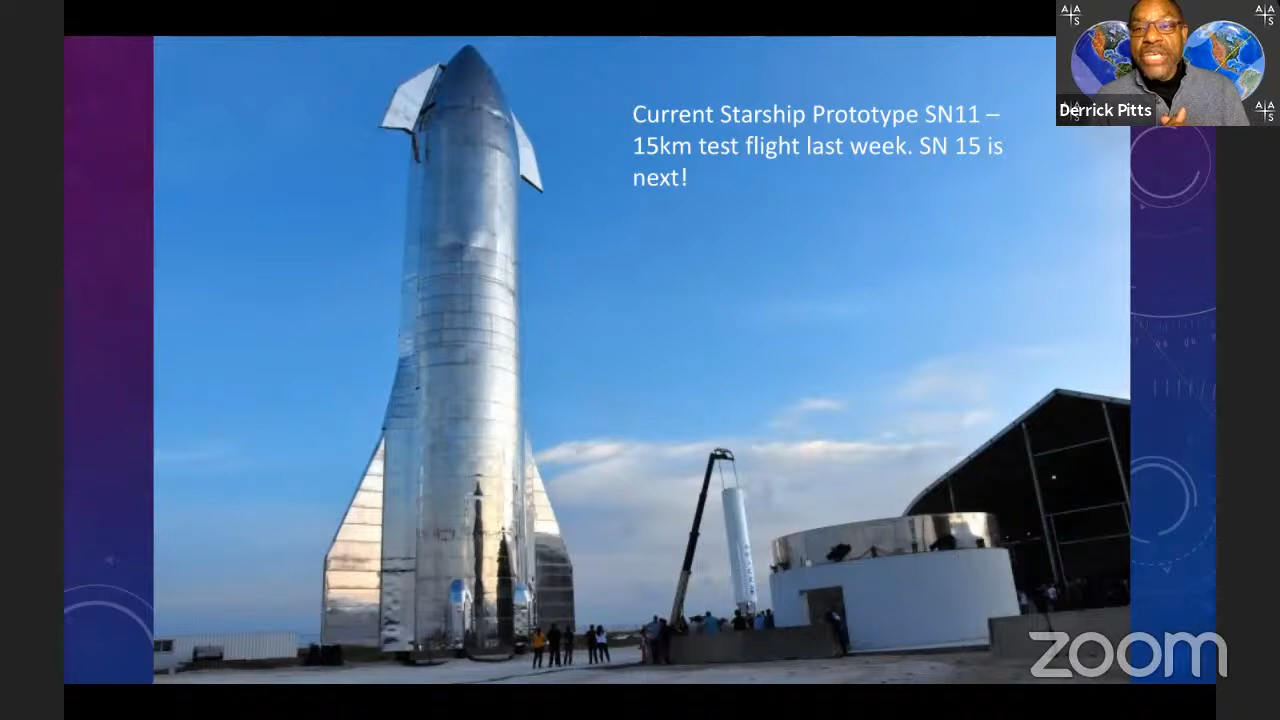 Current Starship Prototype SN11 –
15km test flight last week. SN 15 is
next!
A A
S
A A
S
Derrick Pitts
A A
S
zoom